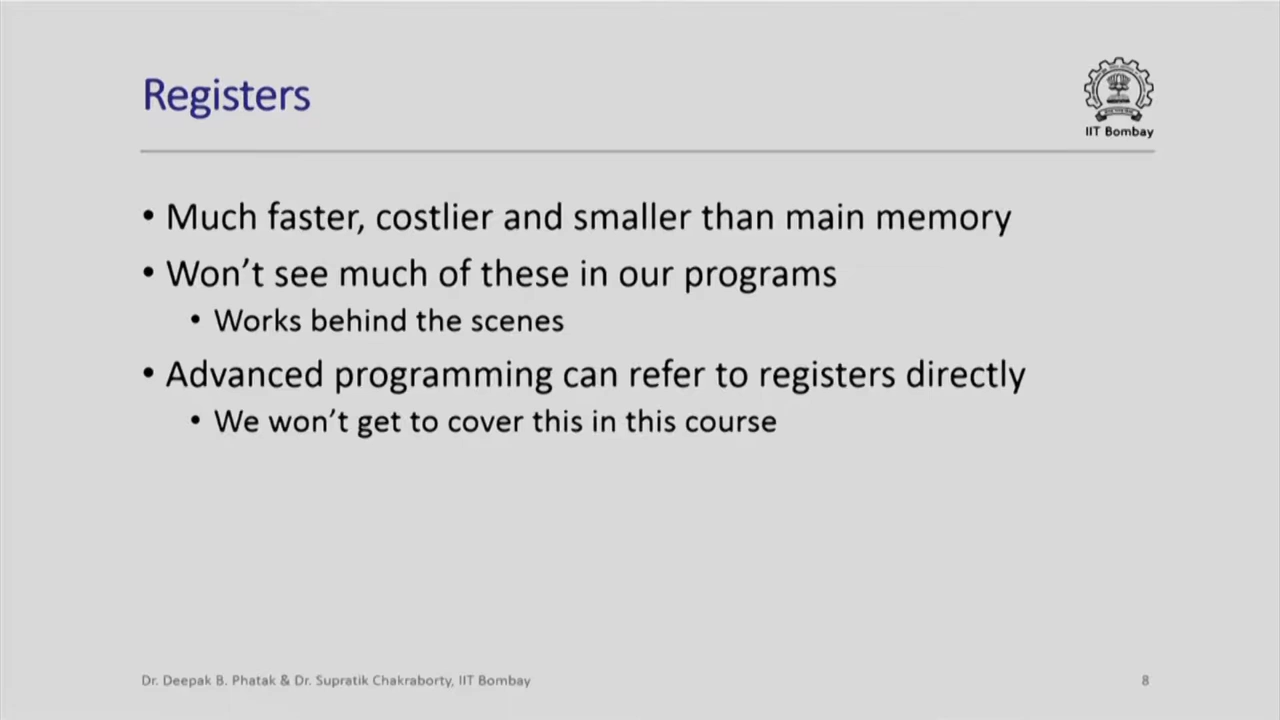 Registers
IIT Bombay
• Much faster, costlier and smaller than main memory
• Won’t see much of these in our programs
• Works behind the scenes
• Advanced programming can refer to registers directly
• We won’t get to cover this in this course
Dr. Deepak B. Phatak & Dr. Supratik Chakraborty, IIT Bombay
8